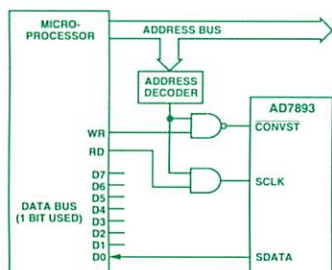 MICRO-
PROCESSOR
ADDRESS BUS
ADDRESS
DECODER
AD7893
WR
CONVST
RD
D7
D6
D5
DATA BUS
(1 BIT USED)
D4
D3
D2
D1
D0
SCLK
SDATA